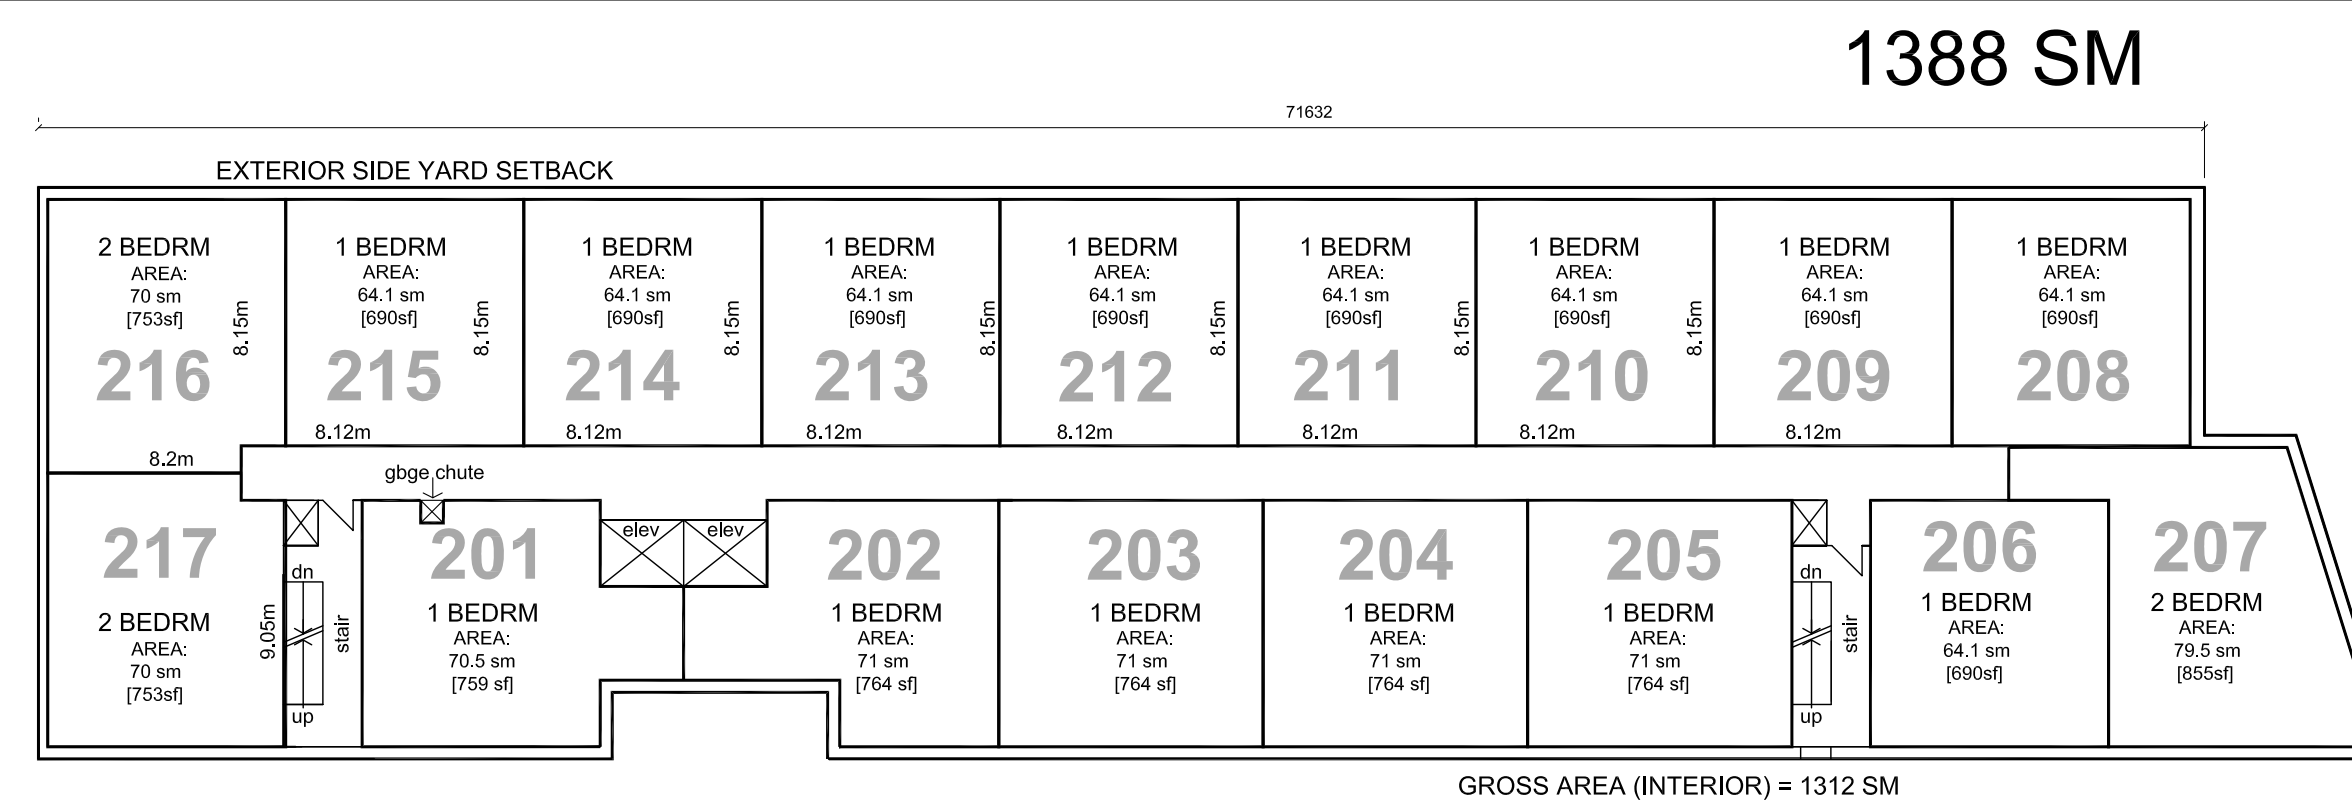 1388 SM
71632
EXTERIOR SIDE YARD SETBACK
2 BEDRM
AREA:
70 sm
[753sf]
8.15m
216
8.2m
1 BEDRM
AREA:
64.1 sm
[690sf]
8.15m
215
8.12m
1 BEDRM
AREA:
64.1 sm
[690sf]
8.15m
214
8.12m
1 BEDRM
AREA:
64.1 sm
[690sf]
8.15m
213
8.12m
1 BEDRM
AREA:
64.1 sm
[690sf]
8.15m
212
8.12m
1 BEDRM
AREA:
64.1 sm
[690sf]
8.15m
211
8.12m
1 BEDRM
AREA:
64.1 sm
[690sf]
8.15m
210
8.12m
1 BEDRM
AREA:
64.1 sm
[690sf]
209
8.12m
1 BEDRM
AREA:
64.1 sm
[690sf]
208
gbge chute
217
2 BEDRM
AREA:
70 sm
[753sf]
9.05m
dn
stair
up
201
1 BEDRM
AREA:
70.5 sm
[759 sf]
elev
elev
202
1 BEDRM
AREA:
71 sm
[764 sf]
203
1 BEDRM
AREA:
71 sm
[764 sf]
204
1 BEDRM
AREA:
71 sm
[764 sf]
205
1 BEDRM
AREA:
71 sm
[764 sf]
dn
stair
up
206
1 BEDRM
AREA:
64.1 sm
[690sf]
207
2 BEDRM
AREA:
79.5 sm
[855sf]
GROSS AREA (INTERIOR) = 1312 SM